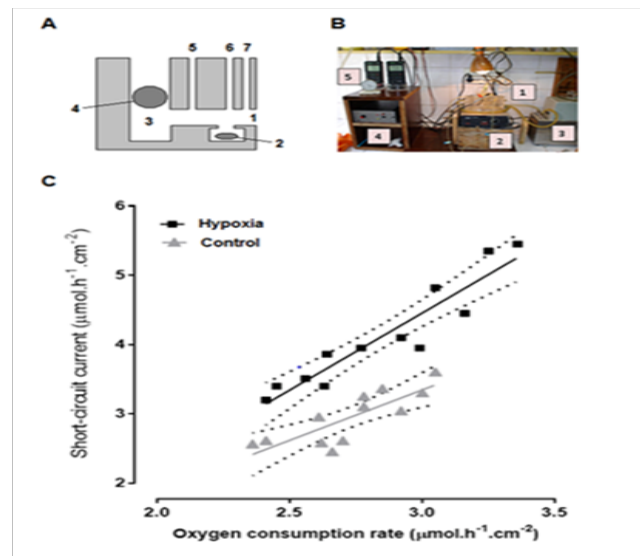 A
B
5 6 7
4
3
1
2
5
1
4
2
3
C
6
5
4
3
2
Short-circuit current (µmol.h⁻¹.cm⁻²)
Hypoxia
Control
2.0 2.5 3.0 3.5
Oxygen consumption rate (µmol.h⁻¹.cm⁻²)